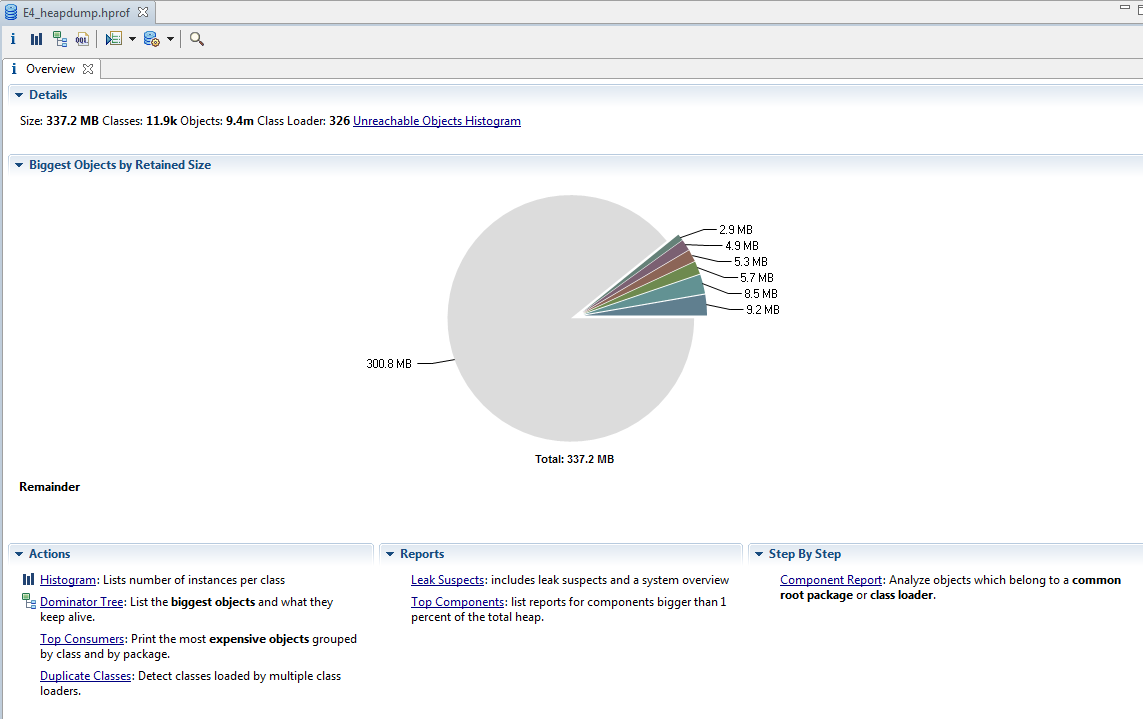 E4_heapdump.hprof
i
OQL
i Overview
Details
Size: 337.2 MB Classes: 11.9k Objects: 9.4m Class Loader: 326 Unreachable Objects Histogram
Biggest Objects by Retained Size
2.9 MB
4.9 MB
5.3 MB
5.7 MB
8.5 MB
9.2 MB
300.8 MB
Total: 337.2 MB
Remainder
Actions
Histogram: Lists number of instances per class
Dominator Tree: List the biggest objects and what they
keep alive.
Top Consumers: Print the most expensive objects grouped
by class and by package.
Duplicate Classes: Detect classes loaded by multiple class
loaders.
Reports
Leak Suspects: includes leak suspects and a system overview
Top Components: list reports for components bigger than 1
percent of the total heap.
Step By Step
Component Report: Analyze objects which belong to a common
root package or class loader.